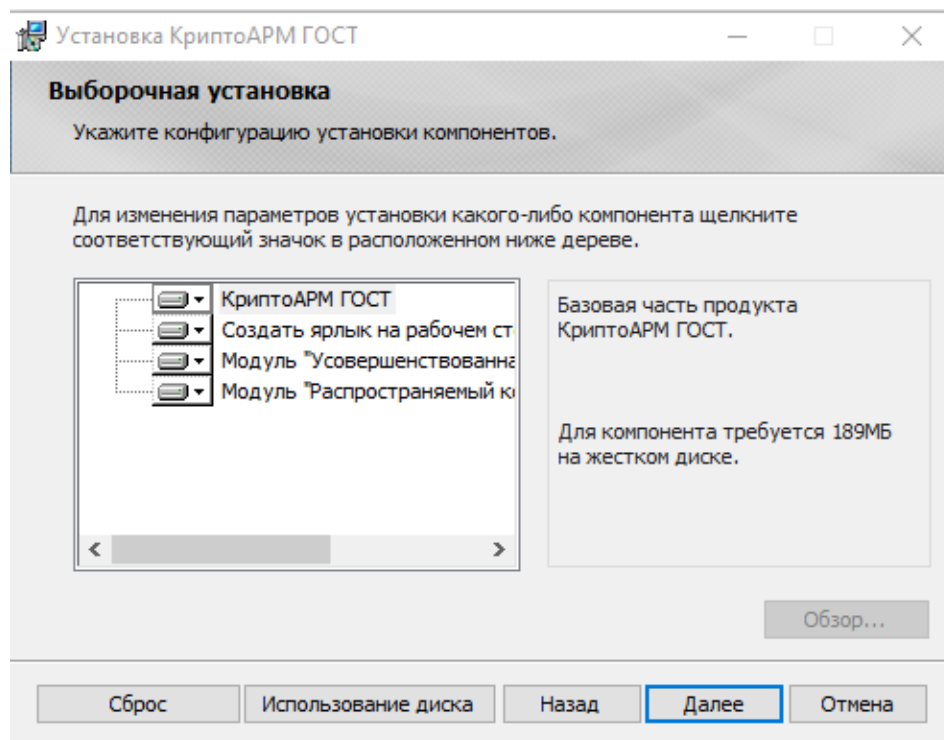 Установка КриптоАРМ ГОСТ
Выборочная установка
Укажите конфигурацию установки компонентов.
Для изменения параметров установки какого-либо компонента щелкните
соответствующий значок в расположенном ниже дереве.
КриптоАРМ ГОСТ
Создать ярлык на рабочем ст
Модуль "Усовершенствованна
Модуль "Распространяемый к
Базовая часть продукта
КриптоАРМ ГОСТ.
Для компонента требуется 189МБ
на жестком диске.
Обзор...
Сброс
Использование диска
Назад
Далее
Отмена